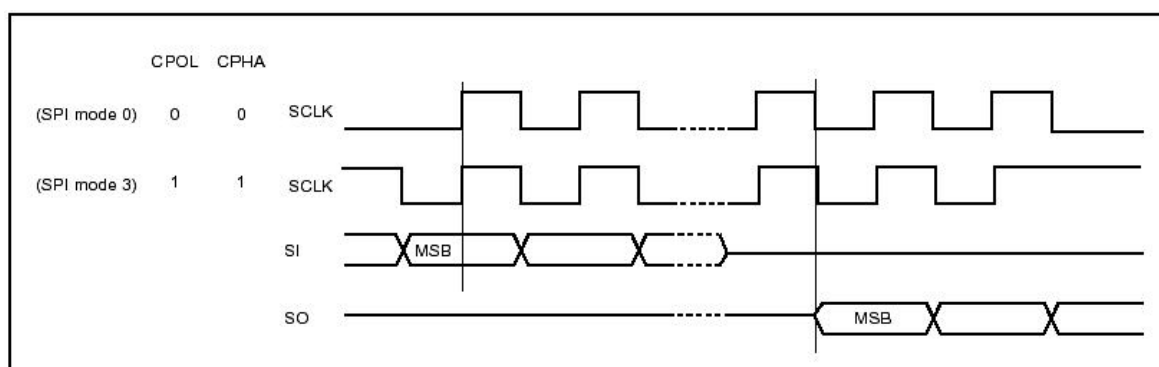 CPOL CPHA
(SPI mode 0) 0 0 SCLK
(SPI mode 3) 1 1 SCLK
SI MSB
SO MSB